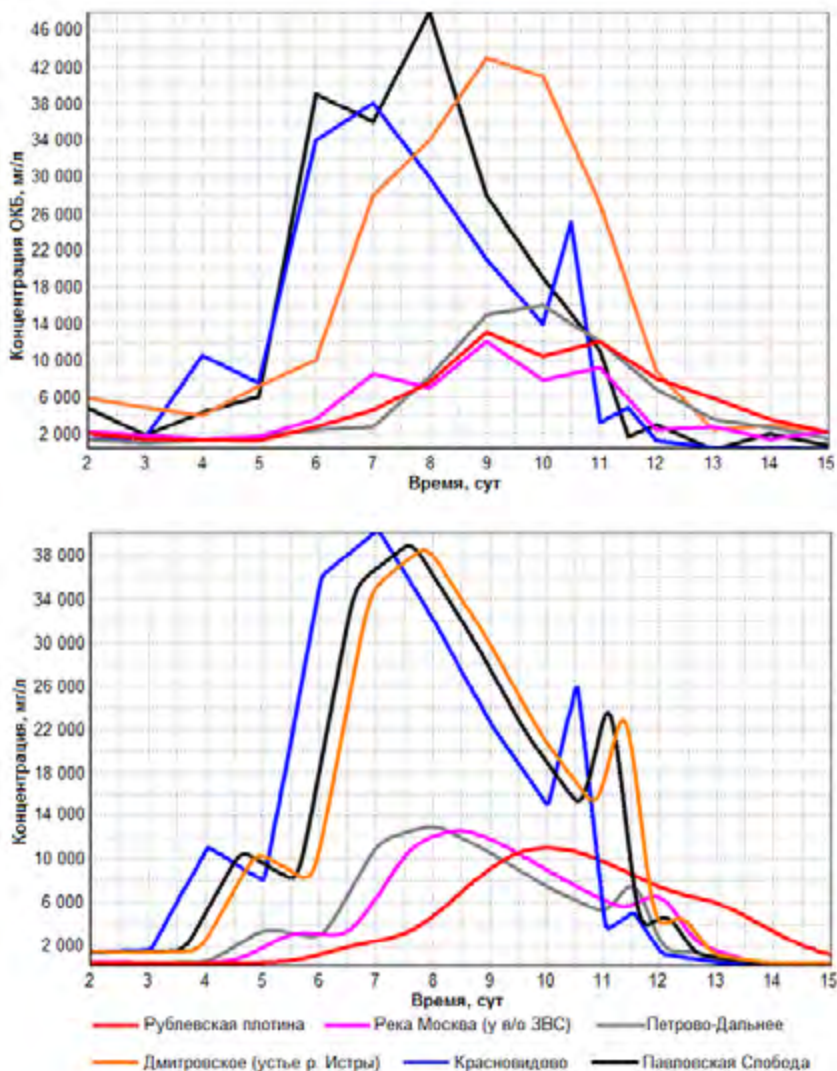 Концентрация ОКБ, мг/л
46 000
42 000
38 000
34 000
30 000
26 000
22 000
18 000
14 000
10 000
6 000
2 000
2 3 4 5 6 7 8 9 10 11 12 13 14 15
Время, сут
Концентрация, мг/л
38 000
34 000
30 000
26 000
22 000
18 000
14 000
10 000
6 000
2 000
2 3 4 5 6 7 8 9 10 11 12 13 14 15
Время, сут
Рублевская плотина Река Москва (у в/о ЗВС) Петрово-Дальнее
Дмитровское (устье р. Истры) Красновидово Павловская Слобода